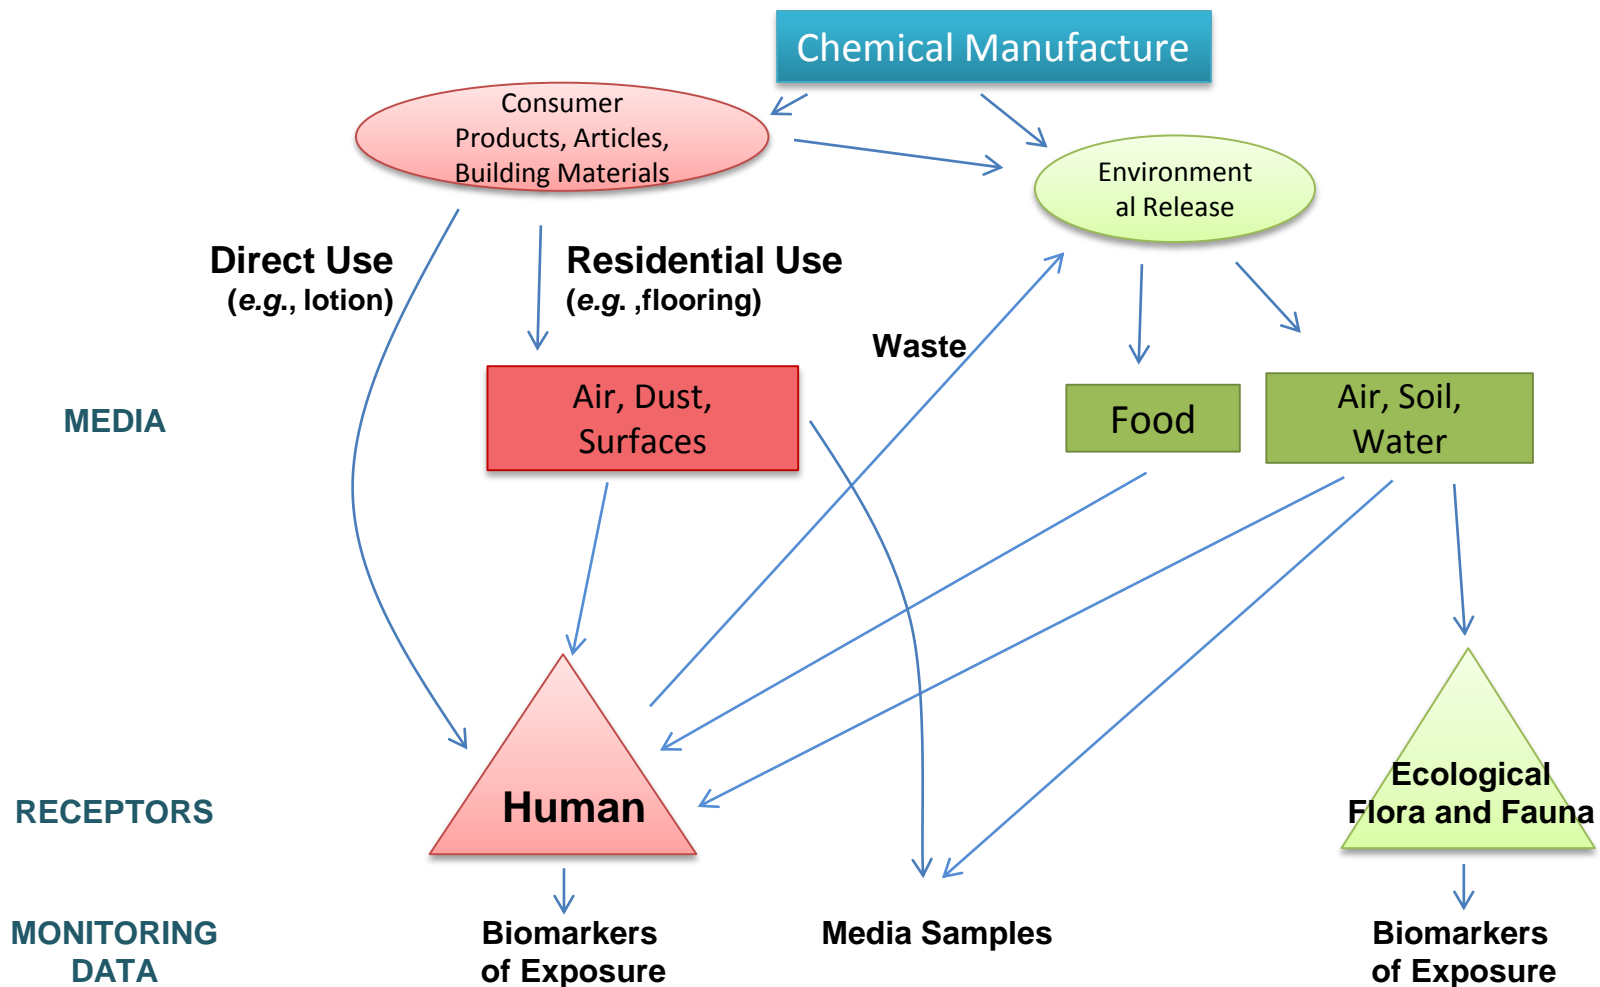 Chemical Manufacture
Consumer
Products, Articles,
Building Materials
Environment
al Release
Direct Use
(e.g., lotion)
Residential Use
(e.g. ,flooring)
Waste
MEDIA
Air, Dust,
Surfaces
Food
Air, Soil,
Water
RECEPTORS
Human
Ecological
Flora and Fauna
MONITORING
DATA
Biomarkers
of Exposure
Media Samples
Biomarkers
of Exposure